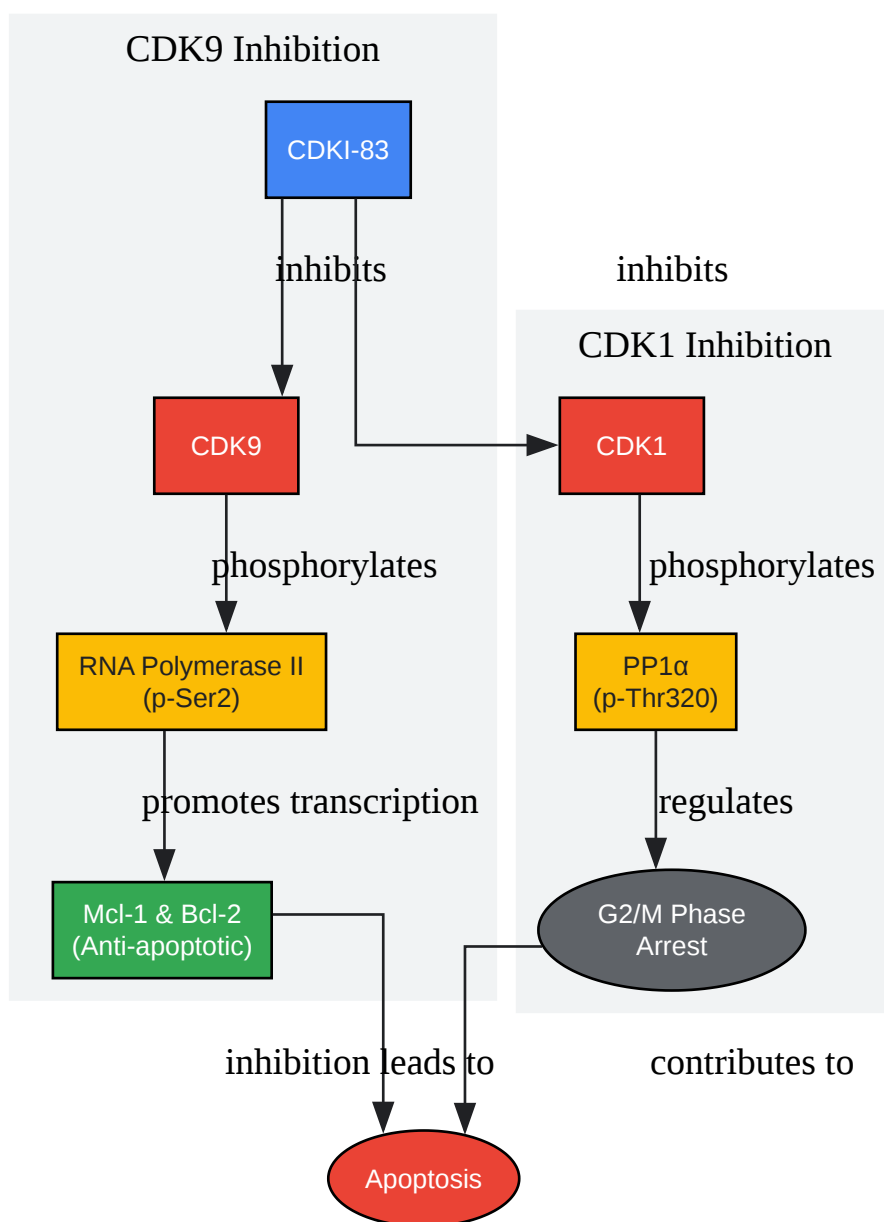 CDK9 Inhibition
CDKI-83
inhibits
inhibits
CDK1 Inhibition
CDK9
CDK1
phosphorylates
phosphorylates
RNA Polymerase II
(p-Ser2)
PP1α
(p-Thr320)
promotes transcription
regulates
Mcl-1 & Bcl-2
(Anti-apoptotic)
G2/M Phase
Arrest
inhibition leads to
contributes to
Apoptosis